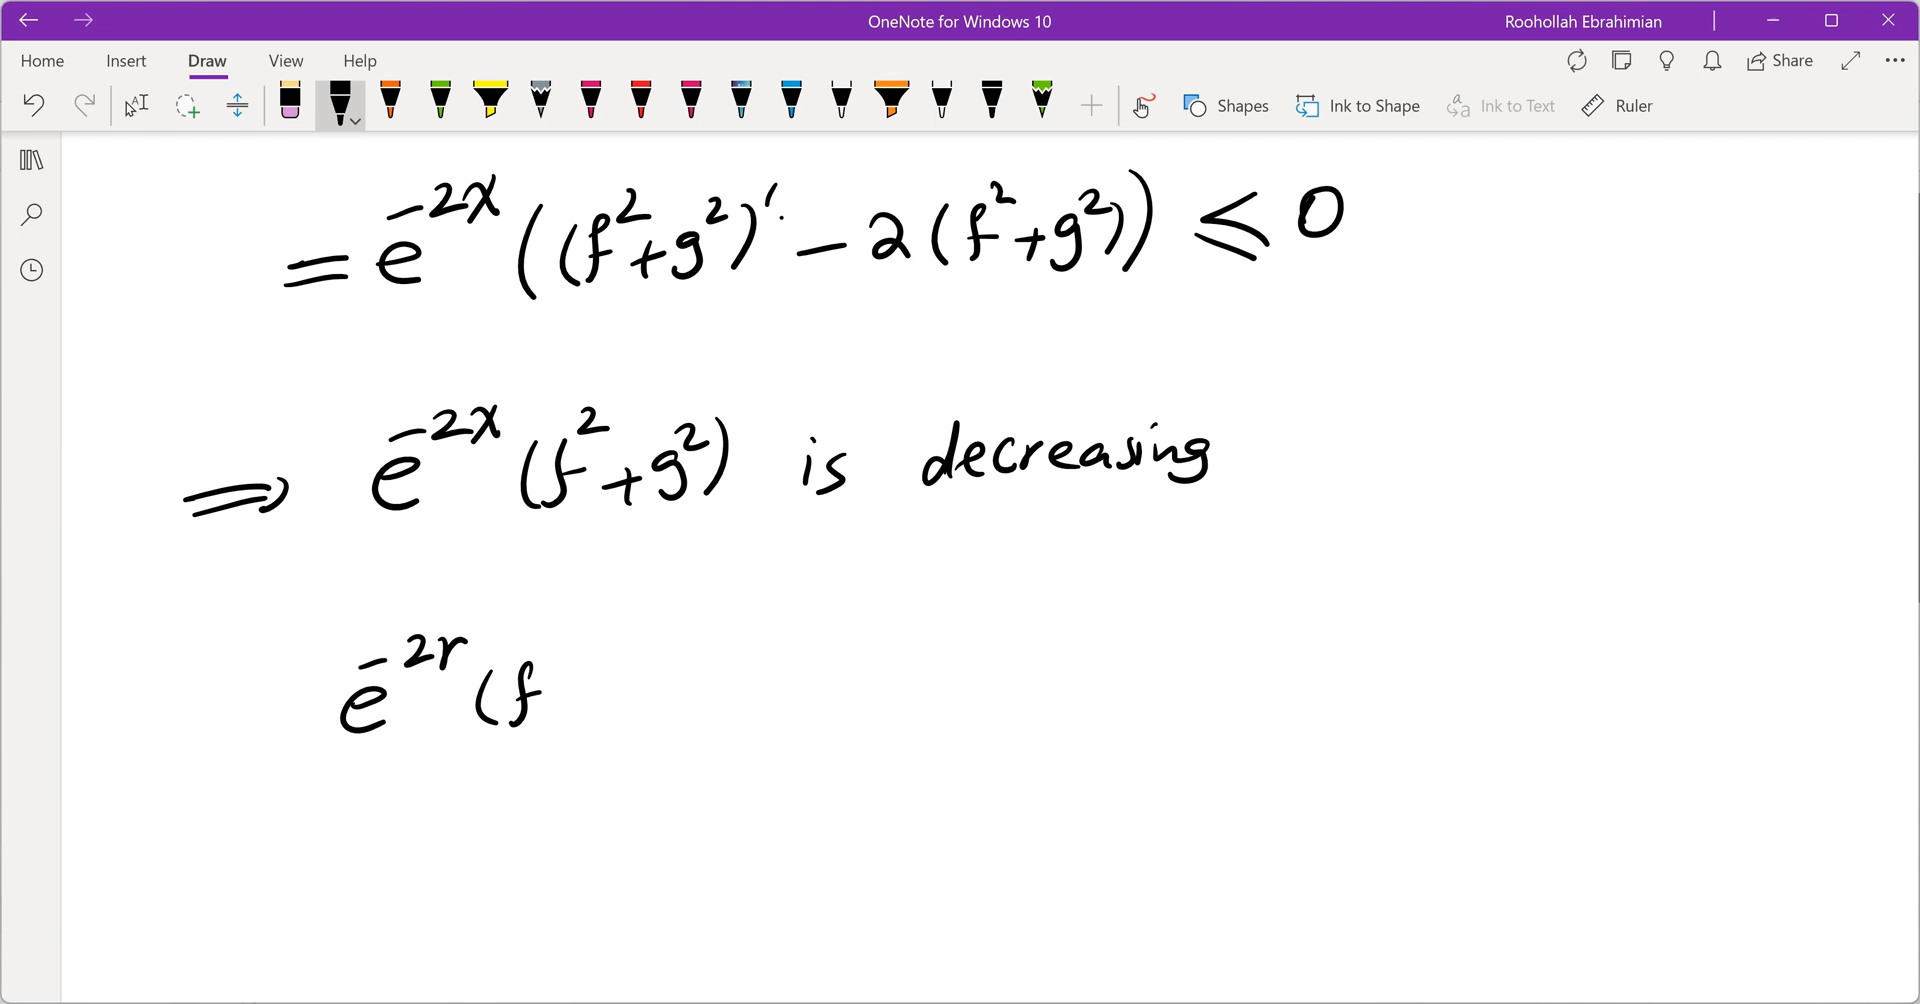 OneNote for Windows 10
Roohollah Ebrahimian
Home Insert Draw View Help
Share
Shapes Ink to Shape Ink to Text Ruler
= e^{-2x} ((f^2+g^2)' - 2(f^2+g^2)) ≤ 0
⟹ e^{-2x} (f^2+g^2) is decreasing
e^{-2r} (f